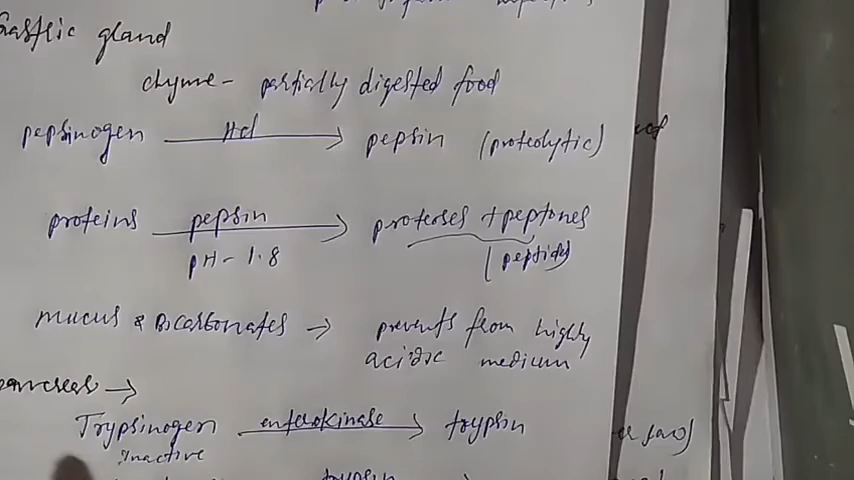 Gastric gland
chyme - partially digested food
pepsinogen HCl → pepsin (proteolytic)
proteins pepsin → proteoses + peptones
pH - 1.8 (peptides)
mucus & Bicarbonates → prevents from highly
acidic medium
pancreas →
Trypsinogen enterokinase → trypsin
Inactive
trypsin